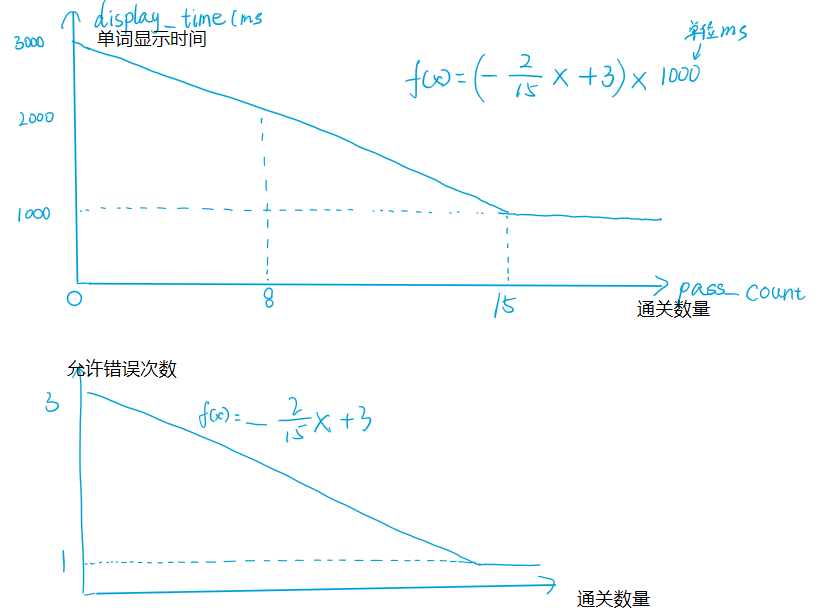 display_time(ms
单词显示时间
3000
单位ms
f(x)=(-2/15 x+3)×1000
2000
1000
0
8
15
pass_count
通关数量
允许错误次数
3
f(x)=-2/15 x+3
1
通关数量